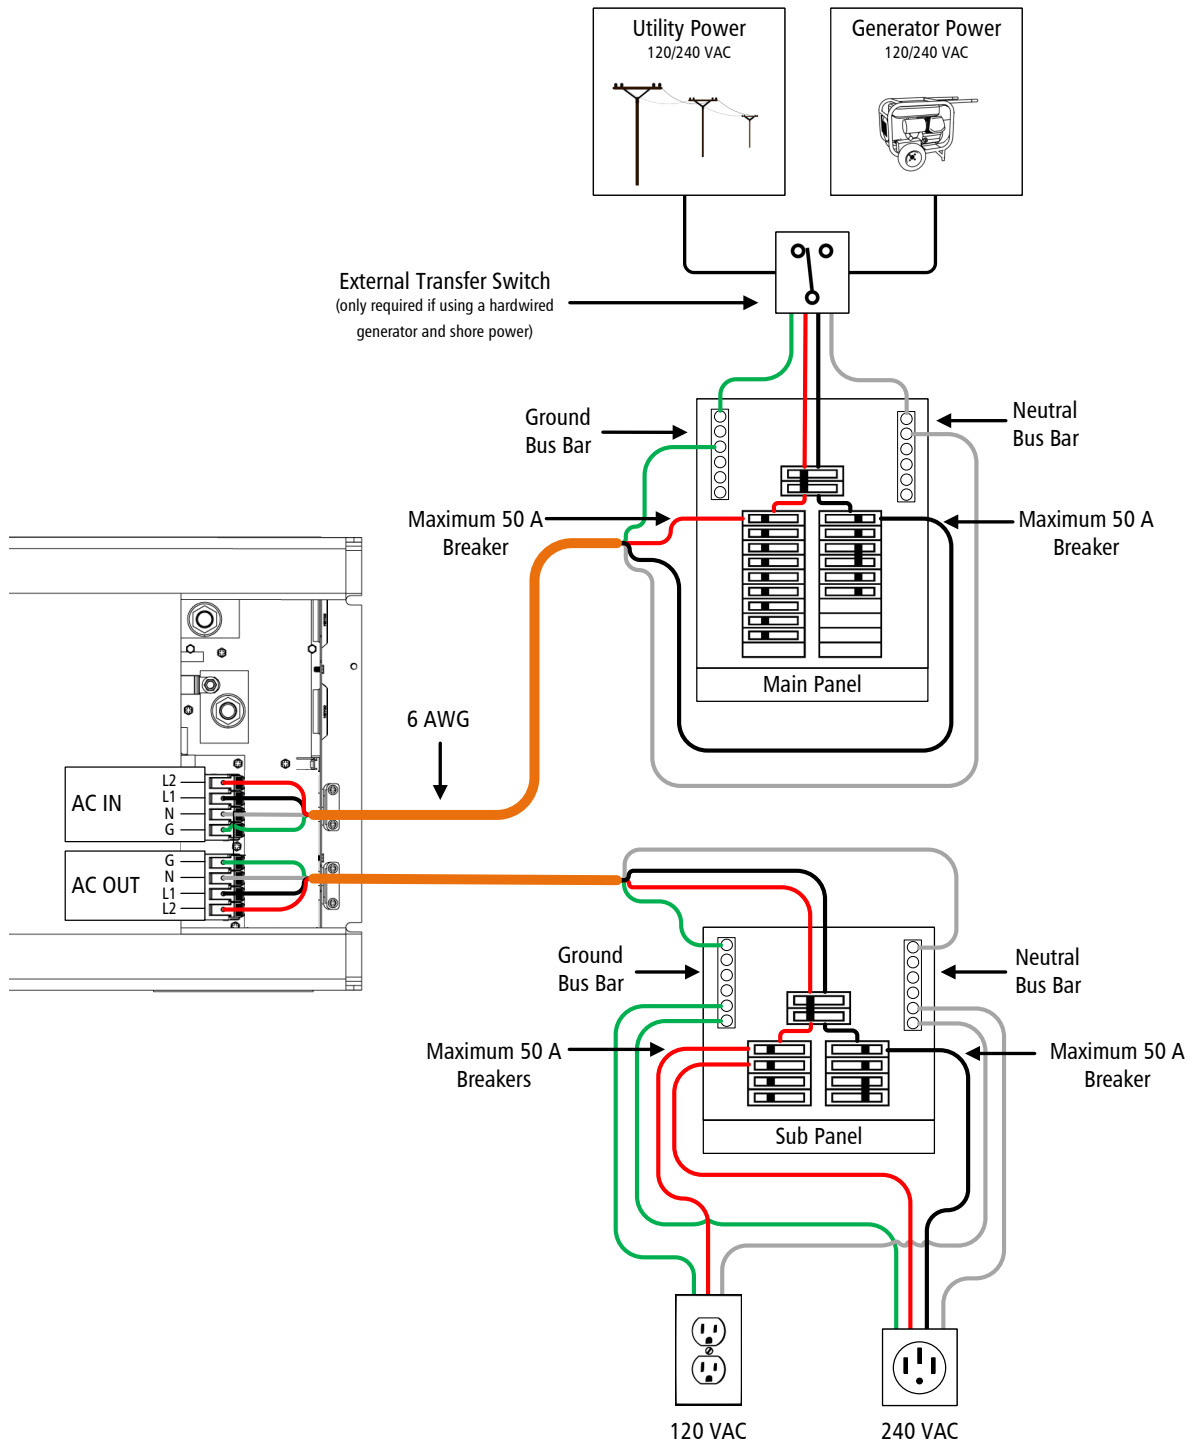 Utility Power
120/240 VAC
Generator Power
120/240 VAC
External Transfer Switch
(only required if using a hardwired
generator and shore power)
Ground
Bus Bar
Neutral
Bus Bar
Maximum 50 A
Breaker
Maximum 50 A
Breaker
Main Panel
6 AWG
AC IN
L2
L1
N
G
AC OUT
G
N
L1
L2
Ground
Bus Bar
Neutral
Bus Bar
Maximum 50 A
Breakers
Maximum 50 A
Breaker
Sub Panel
120 VAC
240 VAC